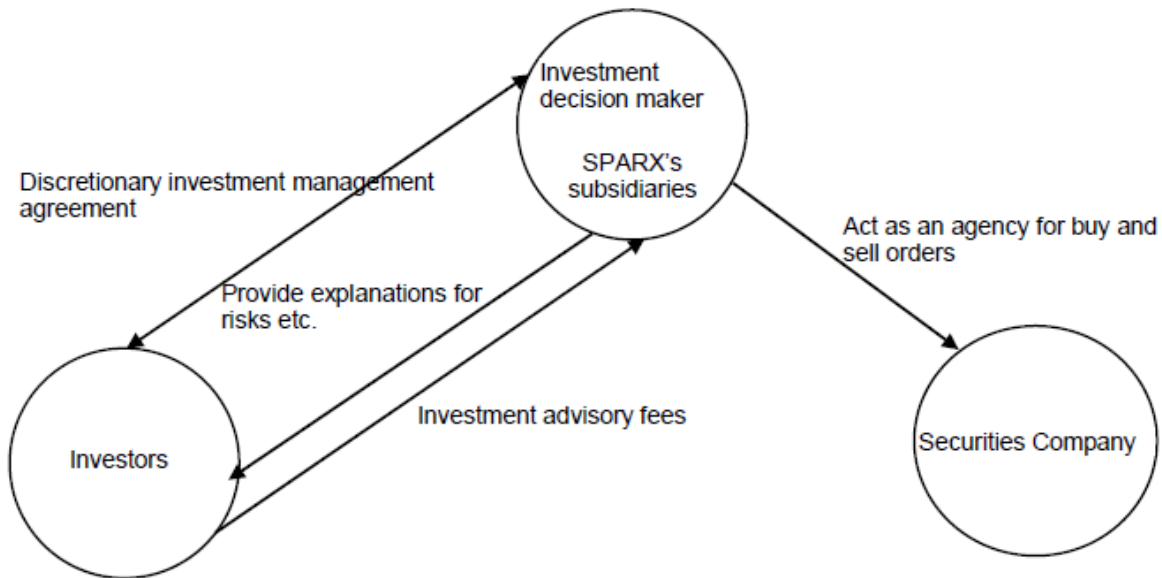 Investment
decision maker
SPARX's
subsidiaries
Discretionary investment management
agreement
Act as an agency for buy and
sell orders
Provide explanations for
risks etc.
Investment advisory fees
Investors
Securities Company